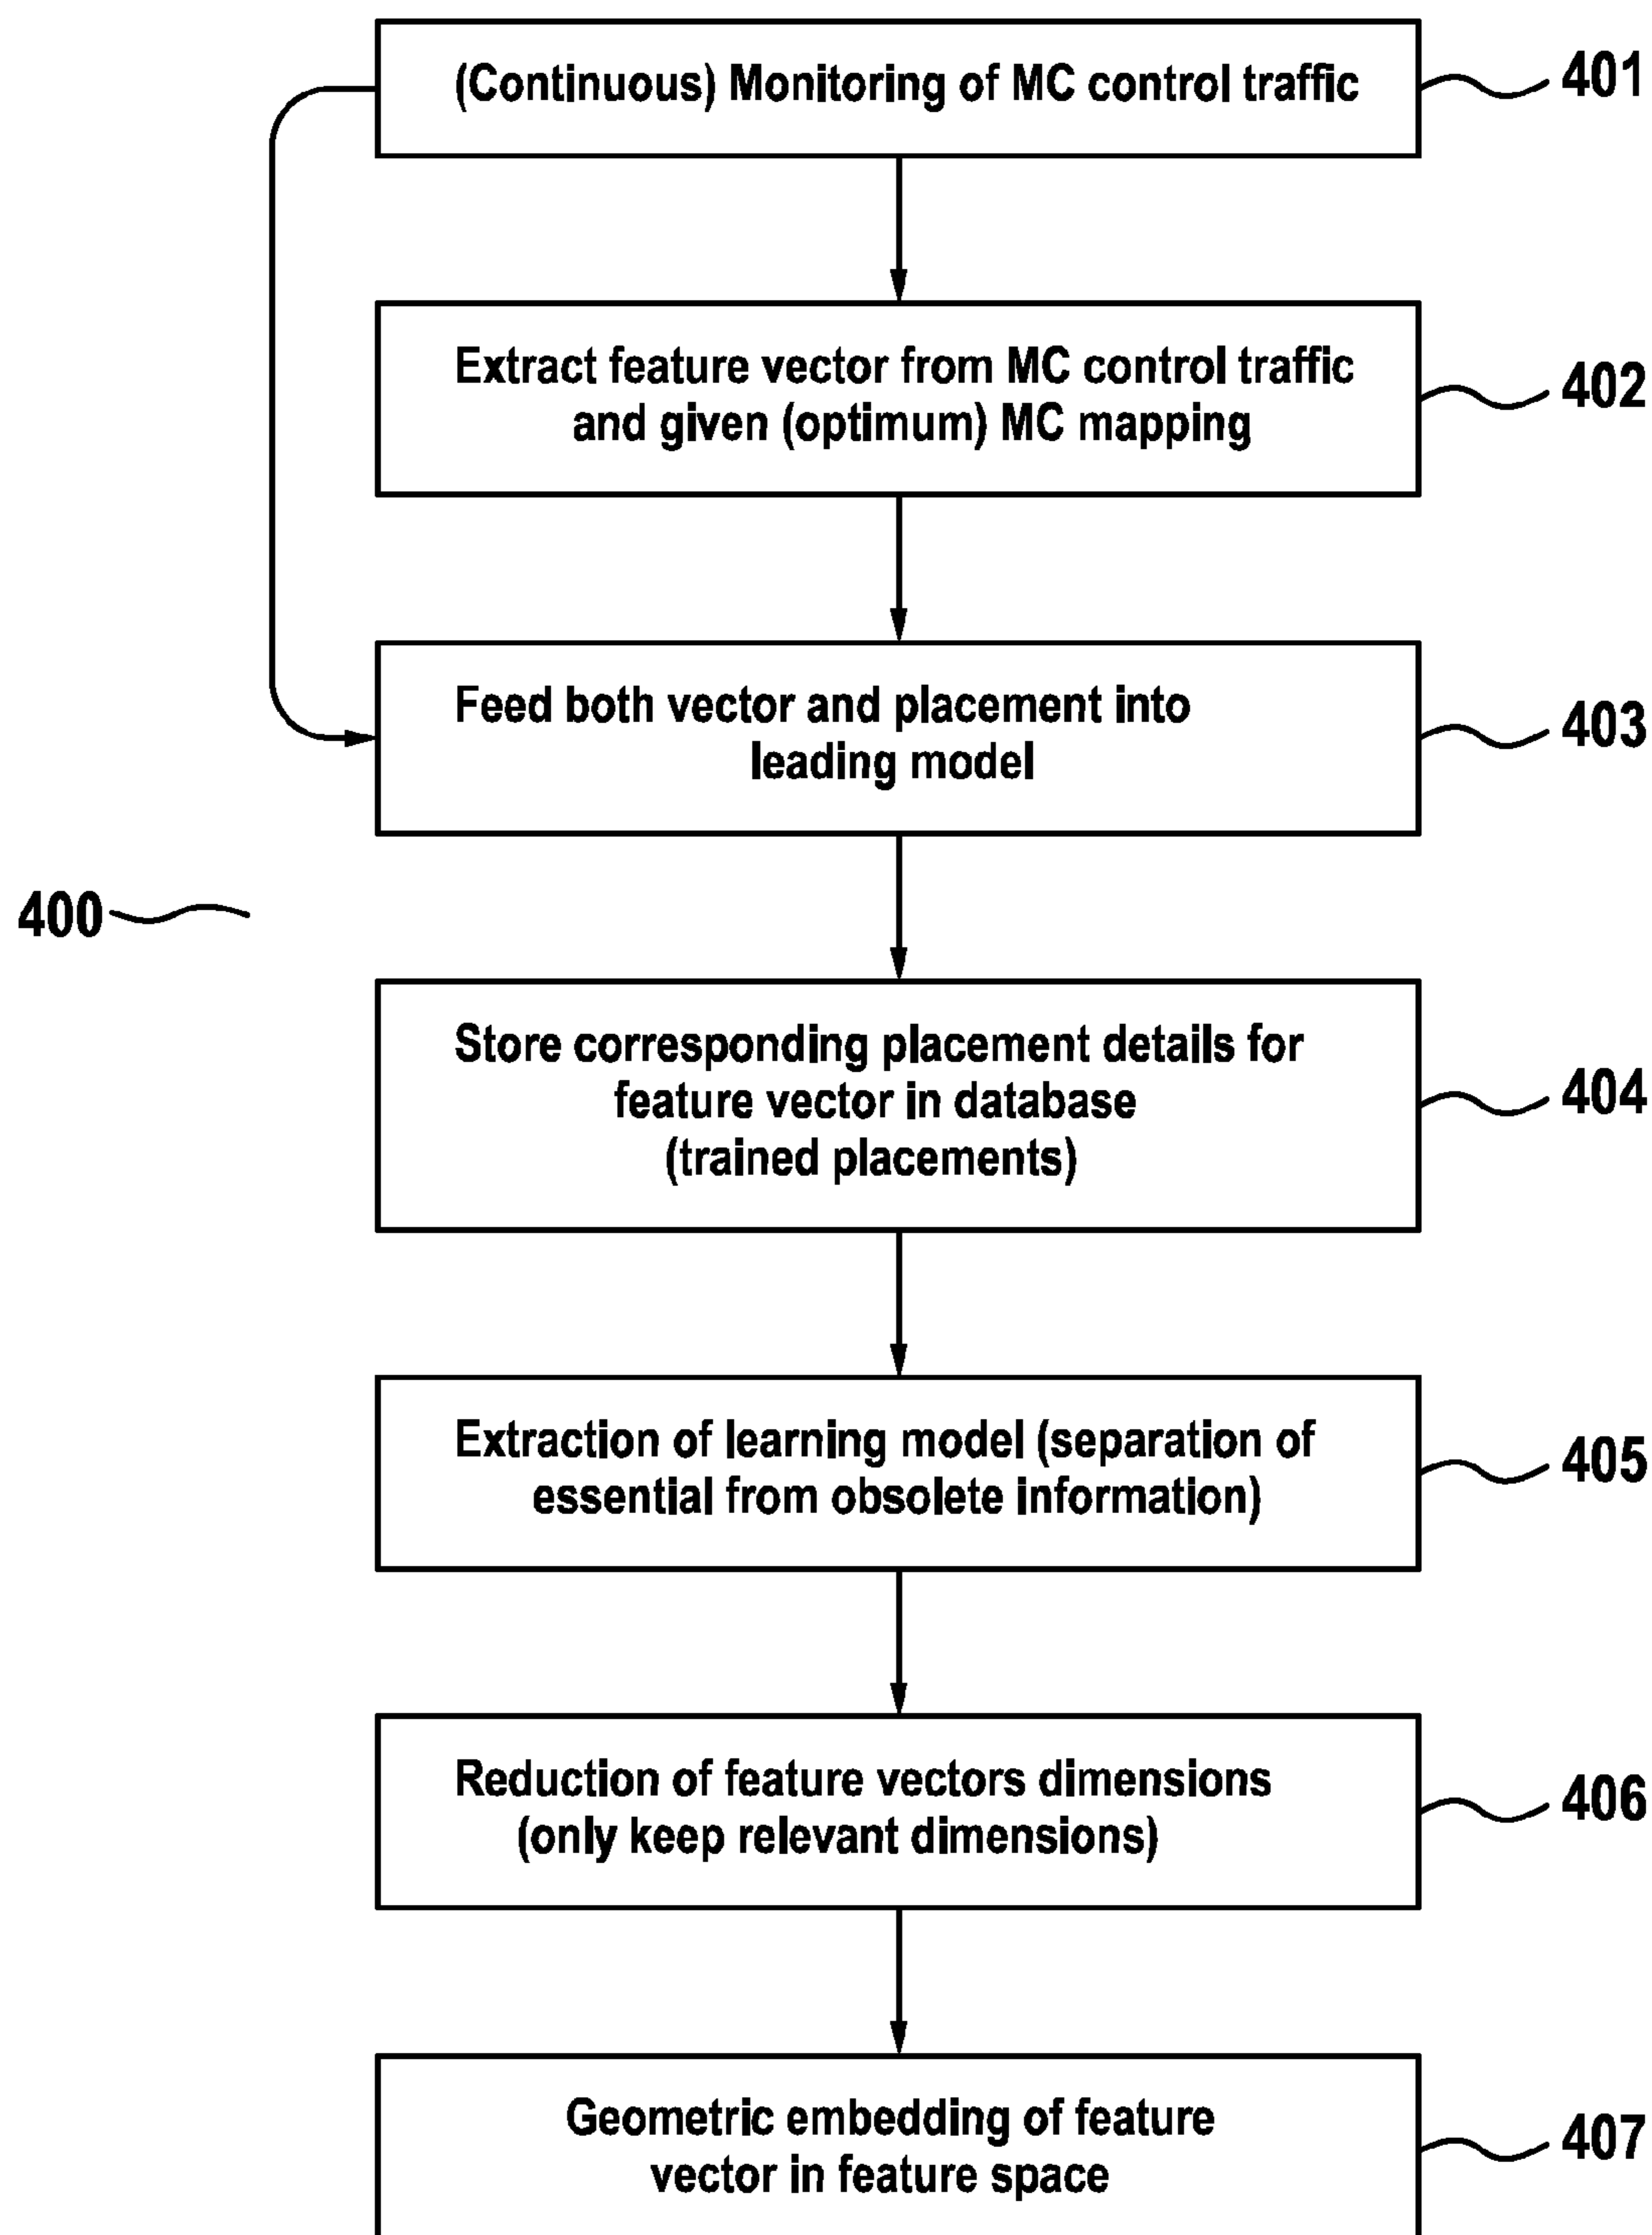 (Continuous) Monitoring of MC control traffic
401
Extract feature vector from MC control traffic
and given (optimum) MC mapping
402
Feed both vector and placement into
leading model
403
400
Store corresponding placement details for
feature vector in database
(trained placements)
404
Extraction of learning model (separation of
essential from obsolete information)
405
Reduction of feature vectors dimensions
(only keep relevant dimensions)
406
Geometric embedding of feature
vector in feature space
407